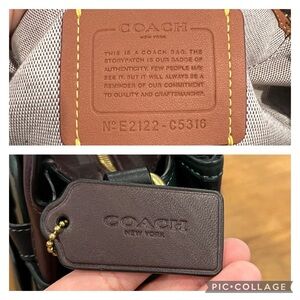 COACH
NEW YORK
THIS IS A COACH BAG. THE
STORYPATCH IS OUR BADGE OF
AUTHENTICITY. FEW PEOPLE MAY
SEE IT. BUT IT WILL ALWAYS BE A
REMINDER OF OUR COMMITMENT
TO QUALITY AND CRAFTSMANSHIP.
Nº E2122-C5316
COACH
NEW YORK
PIC•COLLAGE